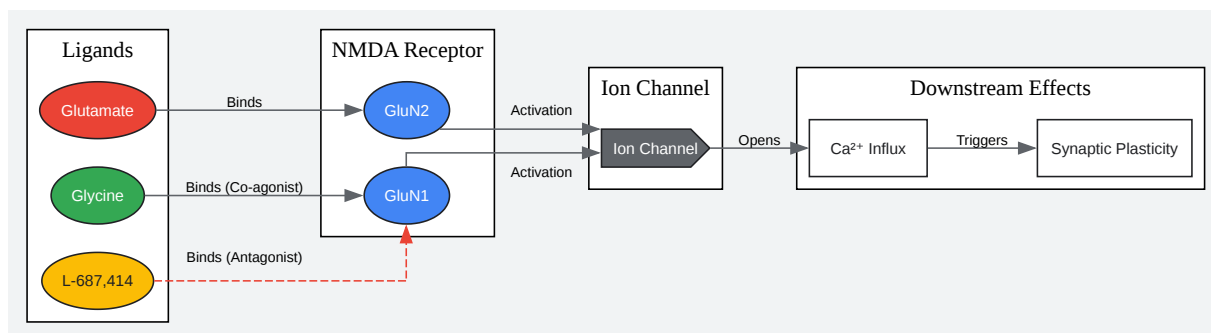 Ligands
NMDA Receptor
Ion Channel
Downstream Effects
Glutamate
Binds
GluN2
Activation
Ion Channel
Opens
Ca²⁺ Influx
Triggers
Synaptic Plasticity
Activation
Glycine
Binds (Co-agonist)
GluN1
Binds (Antagonist)
L-687,414